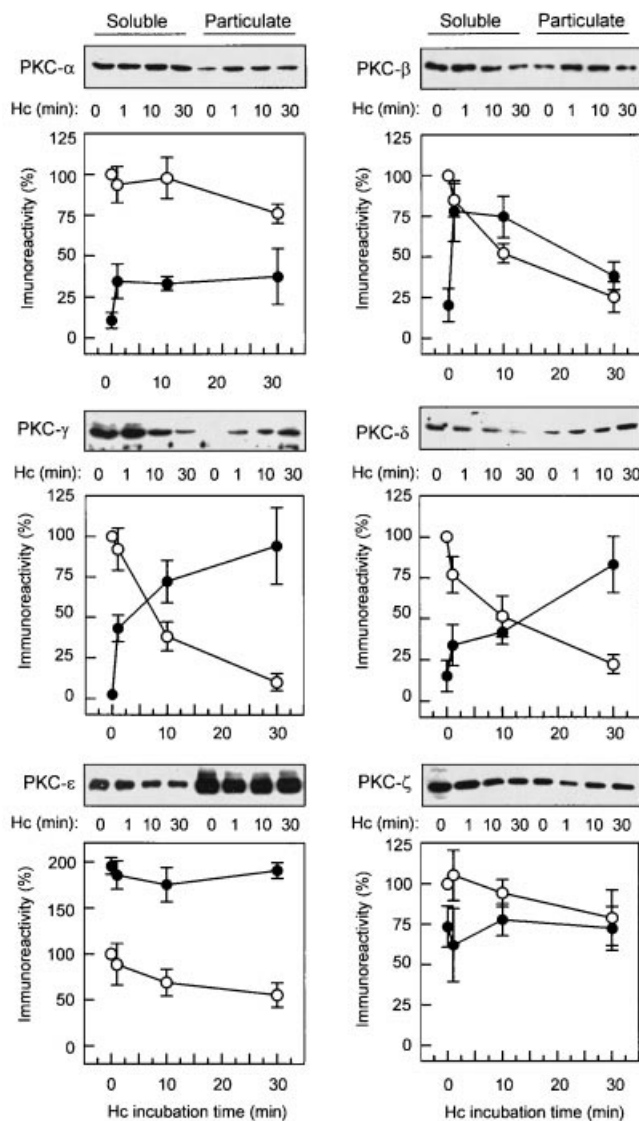 Soluble Particulate Soluble Particulate
PKC-α PKC-β
Hc (min): 0 1 10 30 0 1 10 30 Hc (min): 0 1 10 30 0 1 10 30
Imunoreactivity (%) Imunoreactivity (%)
125 125
100 100
75 75
50 50
25 25
0 0
0 10 20 30 0 10 20 30
PKC-γ PKC-δ
Hc (min): 0 1 10 30 0 1 10 30 Hc (min): 0 1 10 30 0 1 10 30
Immunoreactivity (%) Immunoreactivity (%)
125 125
100 100
75 75
50 50
25 25
0 0
0 10 20 30 0 10 20 30
PKC-ε PKC-ζ
Hc (min): 0 1 10 30 0 1 10 30 Hc (min): 0 1 10 30 0 1 10 30
Immunoreactivity (%) Immunoreactivity (%)
200 125
150 100
100 75
50 50
0 25
0
0 10 20 30 0 10 20 30
Hc incubation time (min) Hc incubation time (min)